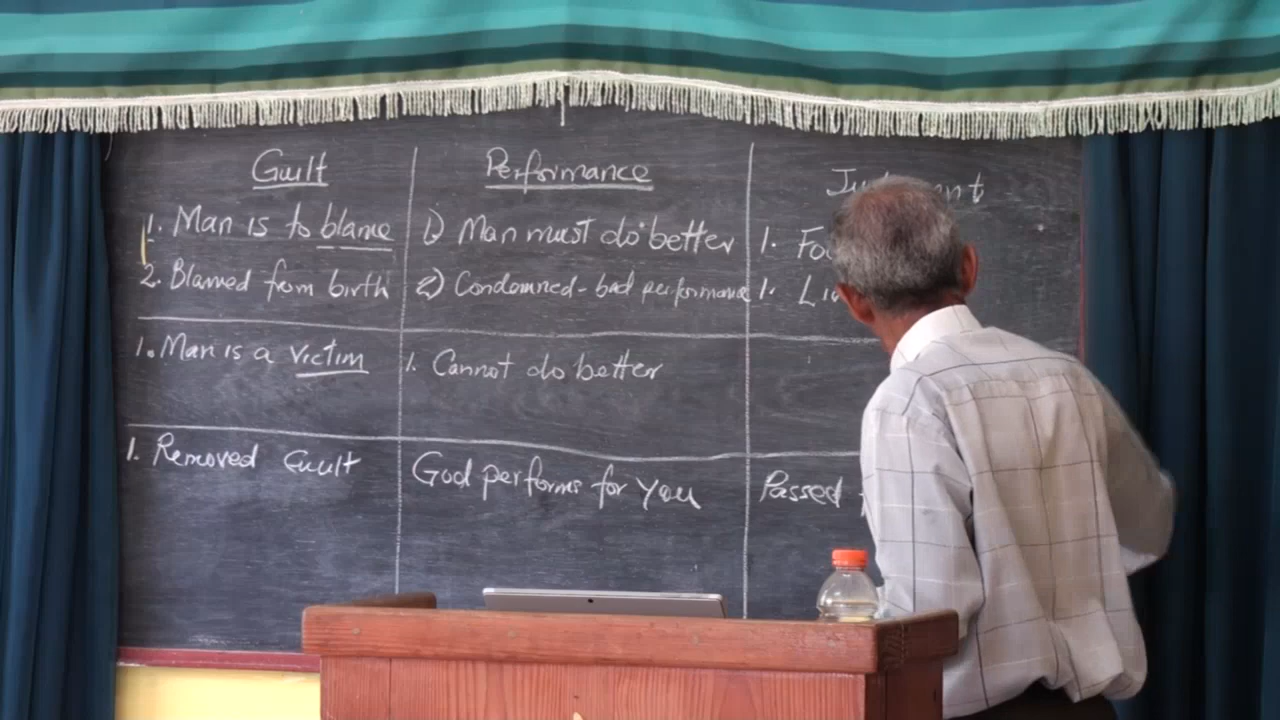 Guilt
1. Man is to blame
2. Blamed from birth
1. Man is a victim
1. Removed Guilt
Performance
1) Man must do better
2) Condemned - bad performance
1. Cannot do better
God performs for you
1.
1.
Passed